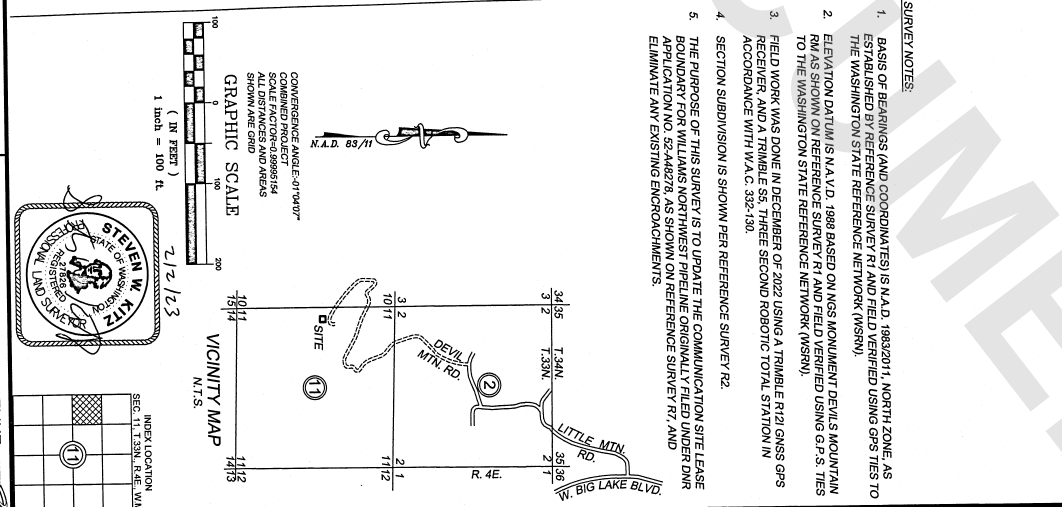 SURVEY NOTES:
1. BASIS OF BEARINGS (AND COORDINATES) IS N.A.D. 1983/2011, NORTH ZONE, AS
ESTABLISHED BY REFERENCE SURVEY R1 AND FIELD VERIFIED USING GPS TIES TO
THE WASHINGTON STATE REFERENCE NETWORK (WSRN).
2. ELEVATION DATUM IS N.A.V.D. 1988 BASED ON NGS MONUMENT DEVILS MOUNTAIN
RM AS SHOWN ON REFERENCE SURVEY R1 AND FIELD VERIFIED USING G.P.S. TIES
TO THE WASHINGTON STATE REFERENCE NETWORK (WSRN).
3. FIELD WORK WAS DONE IN DECEMBER OF 2022 USING A TRIMBLE R12I GNSS GPS
RECEIVER, AND A TRIMBLE S5, THREE SECOND ROBOTIC TOTAL STATION IN
ACCORDANCE WITH W.A.C. 332-130.
4. SECTION SUBDIVISION IS SHOWN PER REFERENCE SURVEY R2.
5. THE PURPOSE OF THIS SURVEY IS TO UPDATE THE COMMUNICATION SITE LEASE
BOUNDARY FOR WILLIAMS NORTHWEST PIPELINE ORIGINALLY FILED UNDER DNR
APPLICATION NO. 52-A48278, AS SHOWN ON REFERENCE SURVEY R7, AND
ELIMINATE ANY EXISTING ENCROACHMENTS.
N.A.D. 83/11
CONVERGENCE ANGLE:-01°04'07"
COMBINED PROJECT
SCALE FACTOR=0.99995154
ALL DISTANCES AND AREAS
SHOWN ARE GRID
GRAPHIC SCALE
100 0 100 200
( IN FEET )
1 inch = 100 ft.
34 35
3 2
T.34N.
T.33N.
35 36
2 1
LITTLE MTN.
RD.
W. BIG LAKE BLVD.
2
DEVIL
MTN. RD.
R. 4E.
3 2
10 11
2 1
11 12
SITE
11
10 11
15 14
11 12
14 13
VICINITY MAP
N.T.S.
2/2/23
STEVEN W. KITZ
STATE OF WASHINGTON
27826
REGISTERED
PROFESSIONAL LAND SURVEYOR
INDEX LOCATION
SEC. 11, T.33N., R.4E., W.M
11